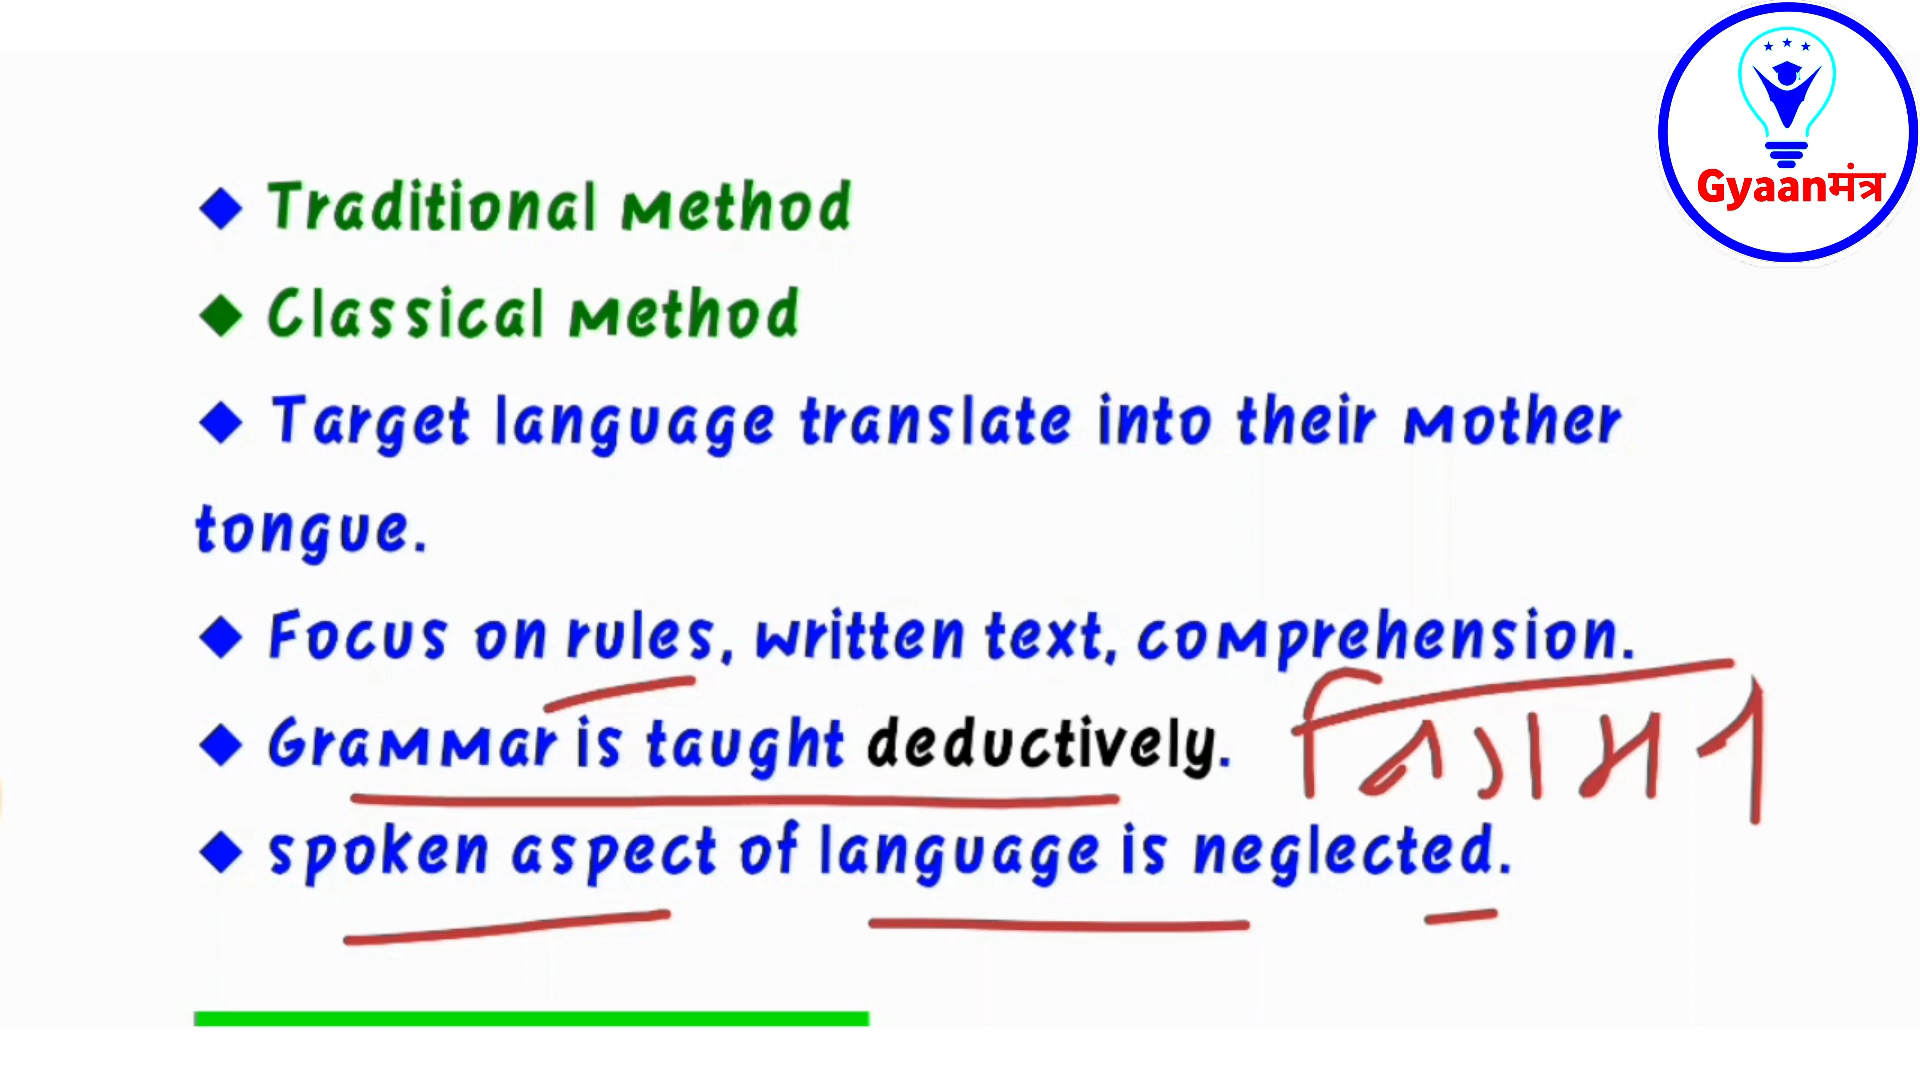 Gyaanमंत्र
Traditional Method
Classical Method
Target language translate into their Mother
tongue.
Focus on rules, written text, comprehension.
Grammar is taught deductively. निगमन
spoken aspect of language is neglected.